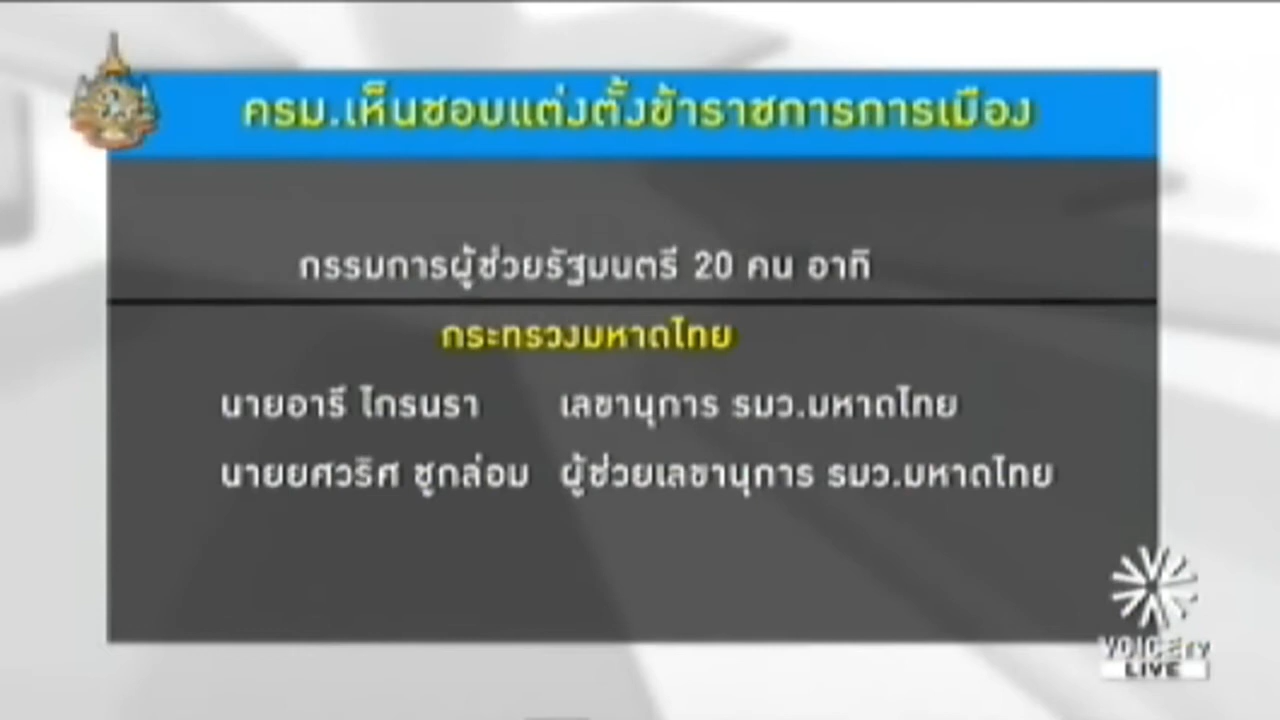 ครม.เห็นชอบแต่งตั้งข้าราชการการเมือง
กรรมการผู้ช่วยรัฐมนตรี 20 คน อาทิ
กระทรวงมหาดไทย
นายอารี ไกรนรา เลขานุการ รมว.มหาดไทย
นายยศวริศ ชูกล่อม ผู้ช่วยเลขานุการ รมว.มหาดไทย
VOICETV
LIVE